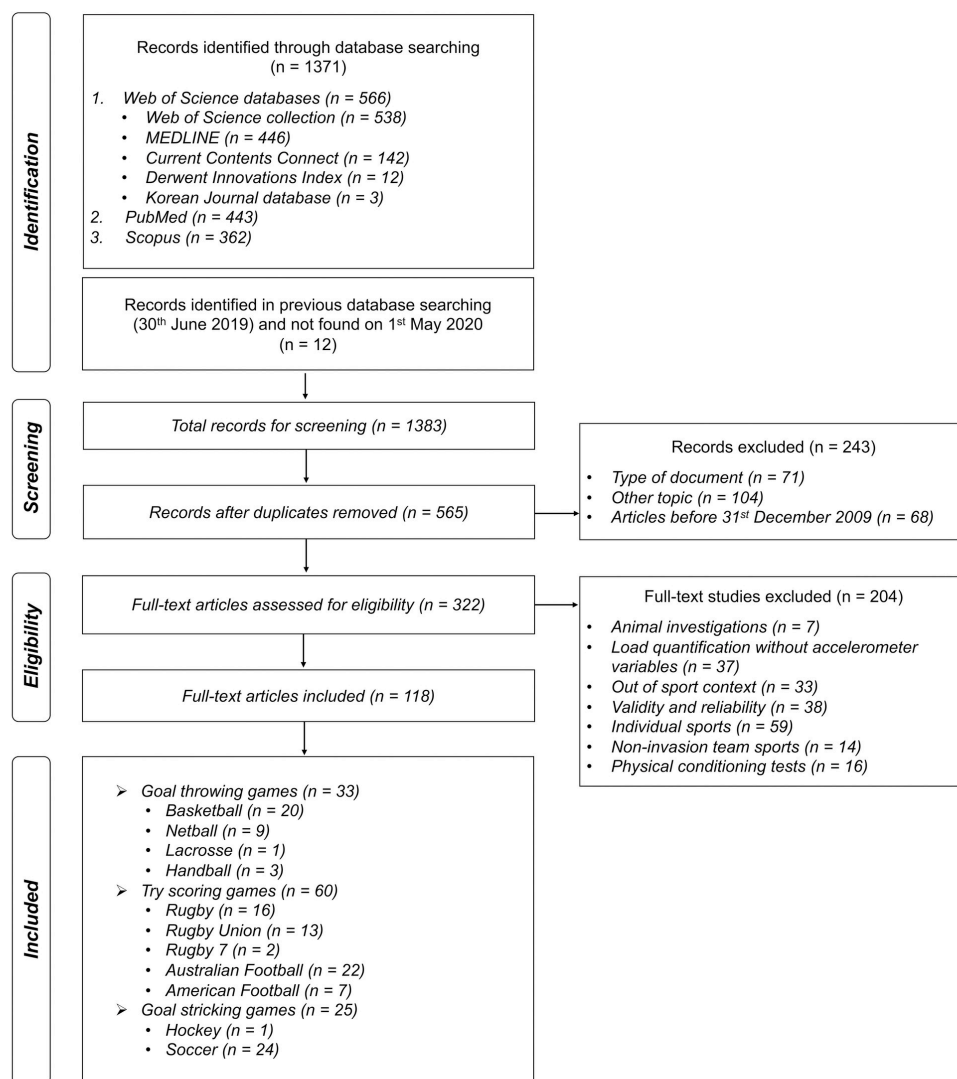 Identification
Records identified through database searching
(n = 1371)
1. Web of Science databases (n = 566)
• Web of Science collection (n = 538)
• MEDLINE (n = 446)
• Current Contents Connect (n = 142)
• Derwent Innovations Index (n = 12)
• Korean Journal database (n = 3)
2. PubMed (n = 443)
3. Scopus (n = 362)
Records identified in previous database searching
(30th June 2019) and not found on 1st May 2020
(n = 12)
Screening
Total records for screening (n = 1383)
Records after duplicates removed (n = 565)
Records excluded (n = 243)
• Type of document (n = 71)
• Other topic (n = 104)
• Articles before 31st December 2009 (n = 68)
Eligibility
Full-text articles assessed for eligibility (n = 322)
Full-text articles included (n = 118)
Full-text studies excluded (n = 204)
• Animal investigations (n = 7)
• Load quantification without accelerometer
variables (n = 37)
• Out of sport context (n = 33)
• Validity and reliability (n = 38)
• Individual sports (n = 59)
• Non-invasion team sports (n = 14)
• Physical conditioning tests (n = 16)
Included
➢ Goal throwing games (n = 33)
• Basketball (n = 20)
• Netball (n = 9)
• Lacrosse (n = 1)
• Handball (n = 3)
➢ Try scoring games (n = 60)
• Rugby (n = 16)
• Rugby Union (n = 13)
• Rugby 7 (n = 2)
• Australian Football (n = 22)
• American Football (n = 7)
➢ Goal stricking games (n = 25)
• Hockey (n = 1)
• Soccer (n = 24)